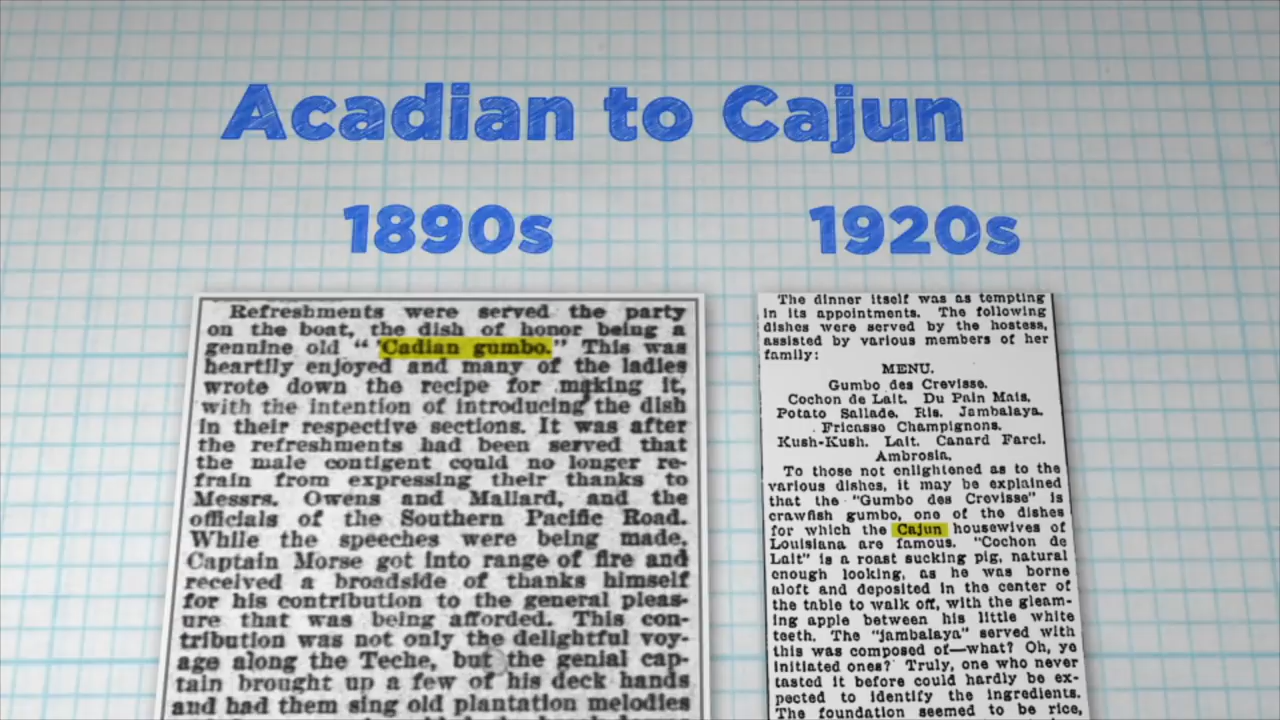 Acadian to Cajun
1890s
1920s
Refreshments were served the party
on the boat, the dish of honor being a
genuine old " 'Cadian gumbo." This was
heartily enjoyed and many of the ladies
wrote down the recipe for making it,
with the intention of introducing the dish
in their respective sections. It was after
the refreshments had been served that
the male contigent could no longer re-
frain from expressing their thanks to
Messrs. Owens and Mallard, and the
officials of the Southern Pacific Road.
While the speeches were being made,
Captain Morse got into range of fire and
received a broadside of thanks himself
for his contribution to the general pleas-
ure that was being afforded. This con-
tribution was not only the delightful voy-
age along the Teche, but the genial cap-
tain brought up a few of his deck hands
and had them sing old plantation melodies
The dinner itself was as tempting
in its appointments. The following
dishes were served by the hostess,
assisted by various members of her
family:
MENU.
Gumbo des Crevisse.
Cochon de Lait. Du Pain Mais.
Potato Sallade. Ris. Jambalaya.
Fricasso Champignons.
Kush-Kush. Lait. Canard Farci.
Ambrosia.
To those not enlightened as to the
various dishes, it may be explained
that the "Gumbo des Crevisse" is
crawfish gumbo, one of the dishes
for which the Cajun housewives of
Louisiana are famous. "Cochon de
Lait" is a roast sucking pig, natural
enough looking, as he was borne
aloft and deposited in the center of
the table to walk off, with the gleam-
ing apple between his little white
teeth. The "jambalaya" served with
this was composed of—what? Oh, ye
initiated ones? Truly, one who never
tasted it before could hardly be ex-
pected to identify the ingredients.
The foundation seemed to be rice,